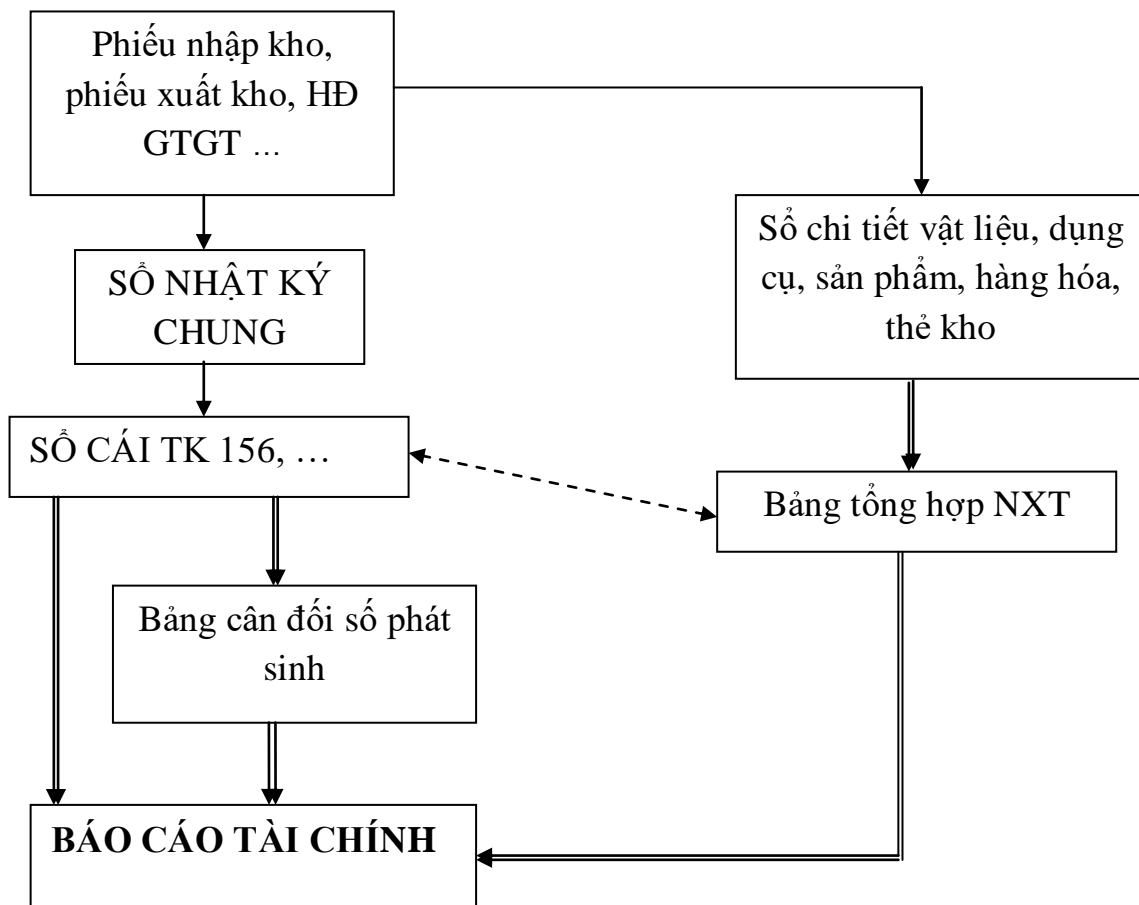 Phiếu nhập kho,
phiếu xuất kho, HĐ
GTGT …
Sổ chi tiết vật liệu, dụng
cụ, sản phẩm, hàng hóa,
thẻ kho
SỔ NHẬT KÝ
CHUNG
SỔ CÁI TK 156, …
Bảng tổng hợp NXT
Bảng cân đối số phát
sinh
BÁO CÁO TÀI CHÍNH